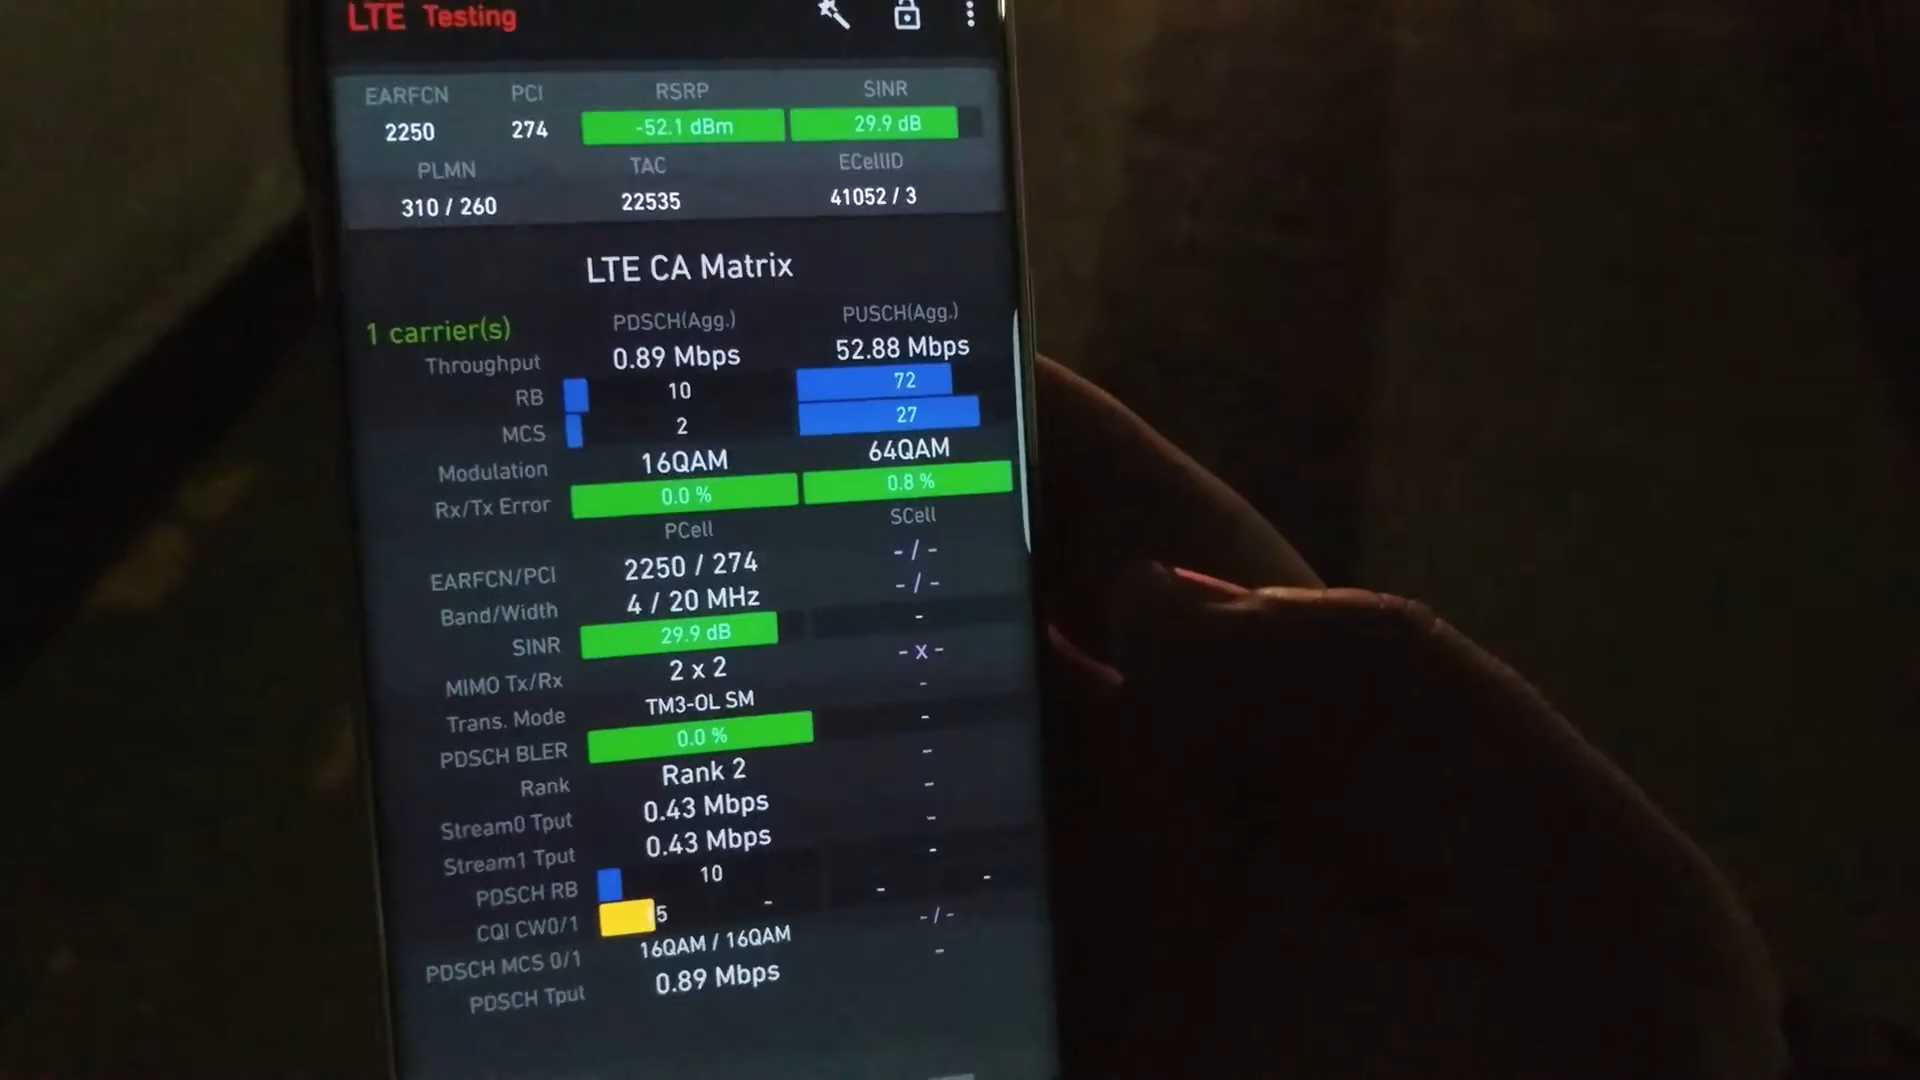 LTE Testing
EARFCN PCI RSRP SINR
2250 274 -52.1 dBm 29.9 dB
PLMN TAC ECellID
310 / 260 22535 41052 / 3
LTE CA Matrix
1 carrier(s) PDSCH(Agg.) PUSCH(Agg.)
Throughput 0.89 Mbps 52.88 Mbps
RB 10 72
MCS 2 27
Modulation 16QAM 64QAM
Rx/Tx Error 0.0 % 0.8 %
PCell SCell
EARFCN/PCI 2250 / 274 - / -
Band/Width 4 / 20 MHz - / -
SINR 29.9 dB -
MIMO Tx/Rx 2 x 2 - x -
Trans. Mode TM3-OL SM -
PDSCH BLER 0.0 % -
Rank Rank 2 -
Stream0 Tput 0.43 Mbps -
Stream1 Tput 0.43 Mbps -
PDSCH RB 10 -
CQI CW0/1 5 - - -
PDSCH MCS 0/1 16QAM / 16QAM - / -
PDSCH Tput 0.89 Mbps -